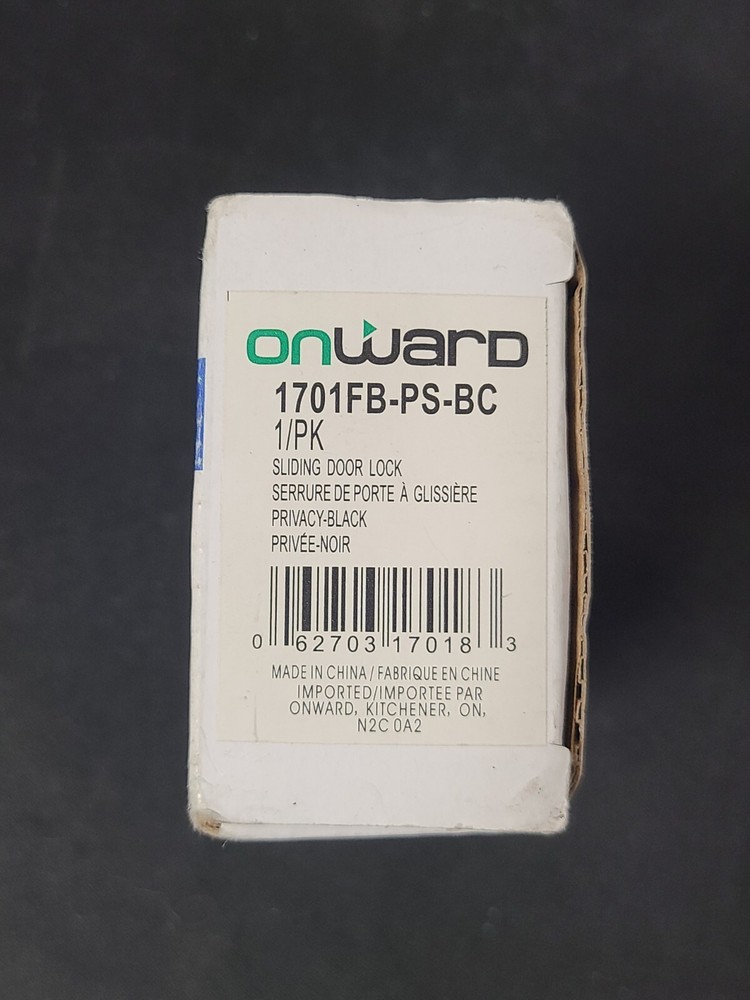 onward
1701FB-PS-BC
1/PK
SLIDING DOOR LOCK
SERRURE DE PORTE À GLISSIÈRE
PRIVACY-BLACK
PRIVÉE-NOIR
0 62703 17018 3
MADE IN CHINA / FABRIQUE EN CHINE
IMPORTED/IMPORTEE PAR
ONWARD, KITCHENER, ON,
N2C 0A2